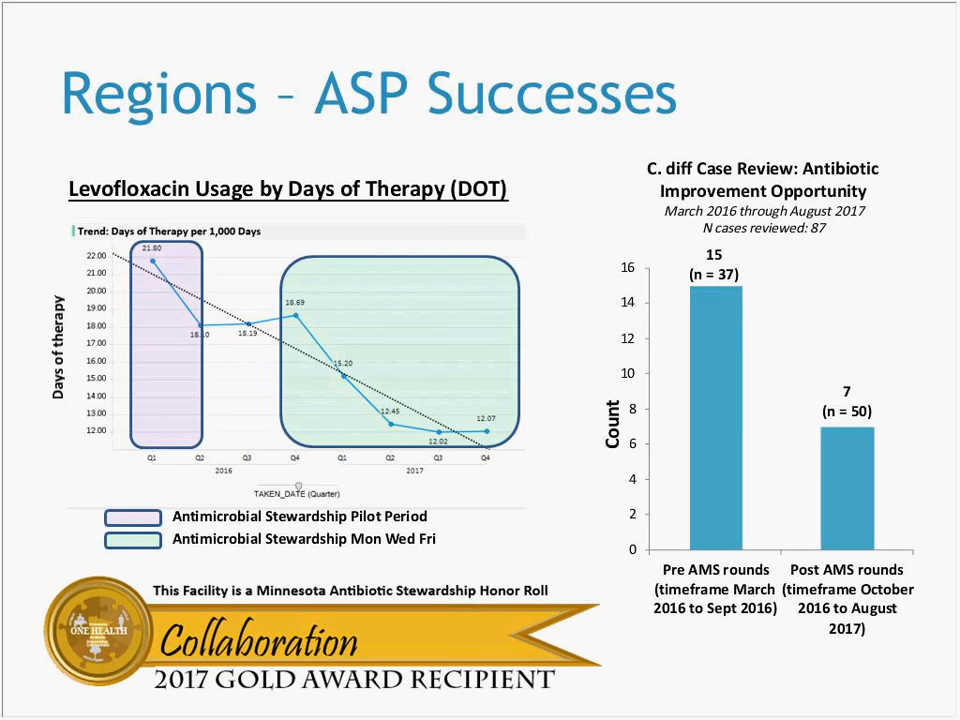 Regions – ASP Successes
Levofloxacin Usage by Days of Therapy (DOT)
Trend: Days of Therapy per 1,000 Days
Days of therapy
22.00
21.00
20.00
19.00
18.00
17.00
16.00
15.00
14.00
13.00
12.00
21.80
18.10
18.19
18.69
15.20
12.45
12.02
12.07
Q1 Q2 Q3 Q4 Q1 Q2 Q3 Q4
2016 2017
TAKEN_DATE (Quarter)
Antimicrobial Stewardship Pilot Period
Antimicrobial Stewardship Mon Wed Fri
C. diff Case Review: Antibiotic
Improvement Opportunity
March 2016 through August 2017
N cases reviewed: 87
Count
16
14
12
10
8
6
4
2
0
15
(n = 37)
7
(n = 50)
Pre AMS rounds
(timeframe March
2016 to Sept 2016)
Post AMS rounds
(timeframe October
2016 to August
2017)
This Facility is a Minnesota Antibiotic Stewardship Honor Roll
ONE HEALTH
Collaboration
2017 GOLD AWARD RECIPIENT